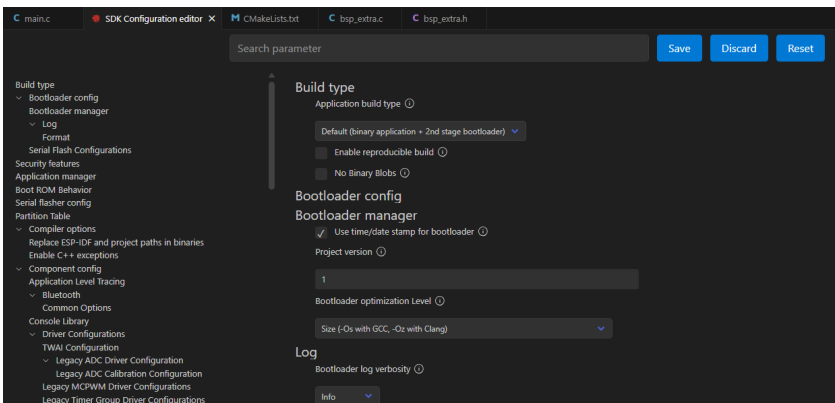 main.c
SDK Configuration editor
CMakeLists.txt
bsp_extra.c
bsp_extra.h
Search parameter
Save
Discard
Reset
Build type
Bootloader config
Bootloader manager
Log
Format
Serial Flash Configurations
Security features
Application manager
Boot ROM Behavior
Serial flasher config
Partition Table
Compiler options
Replace ESP-IDF and project paths in binaries
Enable C++ exceptions
Component config
Application Level Tracing
Bluetooth
Common Options
Console Library
Driver Configurations
TWAI Configuration
Legacy ADC Driver Configuration
Legacy ADC Calibration Configuration
Legacy MCPWM Driver Configurations
Legacy Timer Group Driver Configurations
Build type
Application build type
Default (binary application + 2nd stage bootloader)
Enable reproducible build
No Binary Blobs
Bootloader config
Bootloader manager
Use time/date stamp for bootloader
Project version
1
Bootloader optimization Level
Size (-Os with GCC, -Oz with Clang)
Log
Bootloader log verbosity
Info